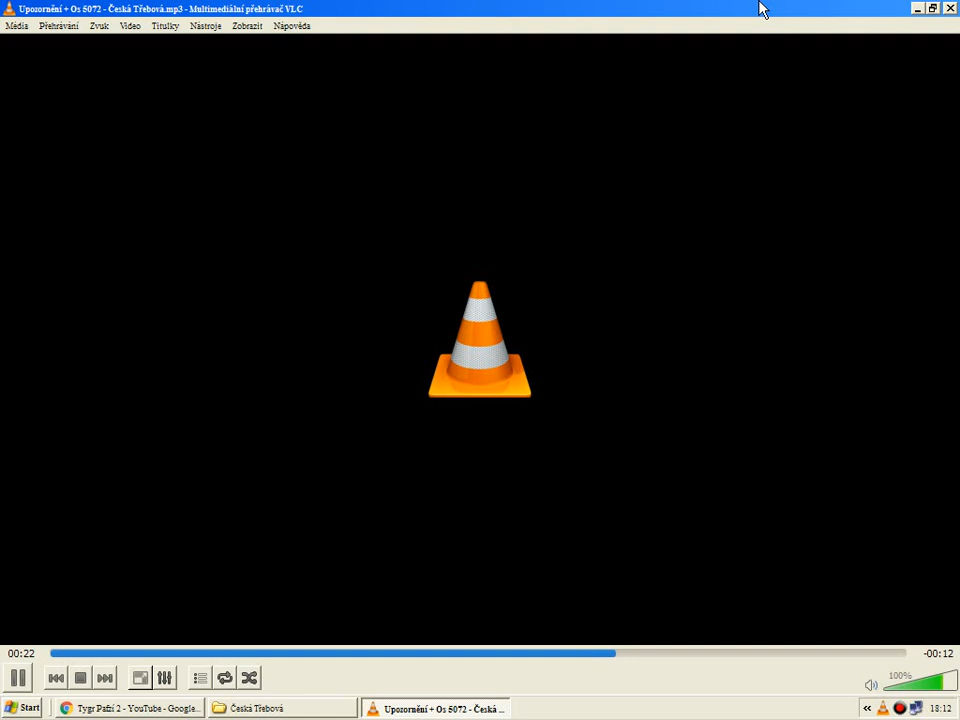 Upozornění + Os 5072 - Česká Třebová.mp3 - Multimediální přehrávač VLC
Média Přehrávání Zvuk Video Titulky Nástroje Zobrazit Nápověda
00:22 -00:12
100%
Start Tygr Pařzí 2 - YouTube - Google... Česká Třebová Upozornění + Os 5072 - Česká ... « 18:12